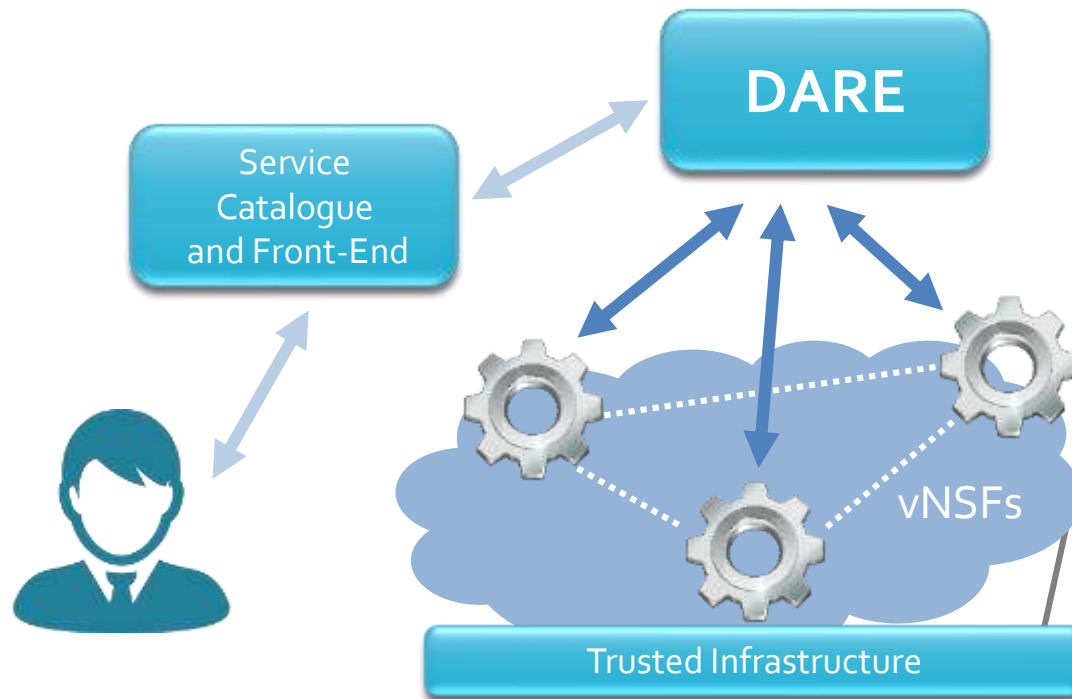 DARE
Service
Catalogue
and Front-End
vNSFs
Trusted Infrastructure